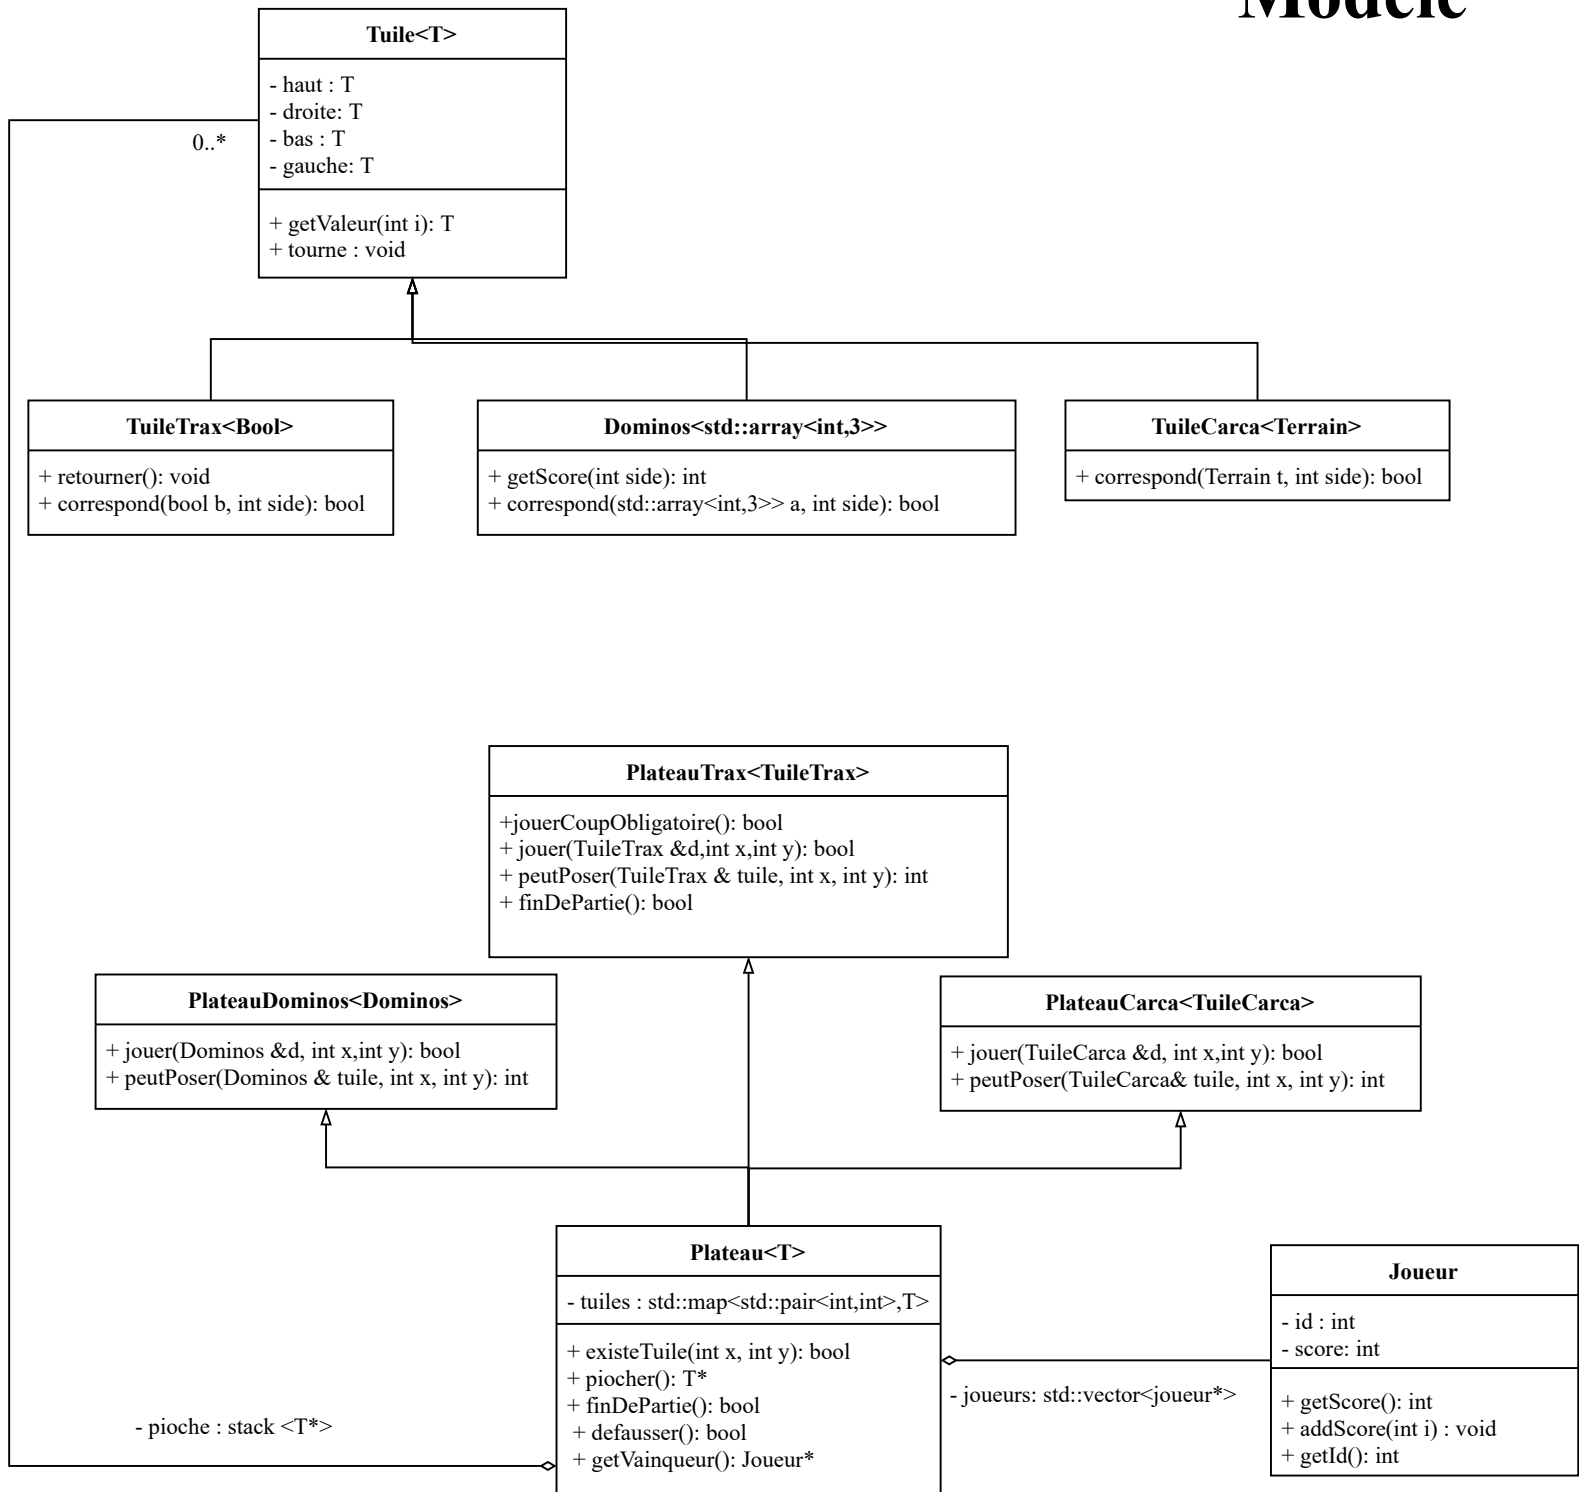 Modèle
Tuile<T>
- haut : T
- droite: T
- bas : T
- gauche: T
+ getValeur(int i): T
+ tourne : void
0..*
TuileTrax<Bool>
+ retourner(): void
+ correspond(bool b, int side): bool
Dominos<std::array<int,3>>
+ getScore(int side): int
+ correspond(std::array<int,3>> a, int side): bool
TuileCarca<Terrain>
+ correspond(Terrain t, int side): bool
PlateauTrax<TuileTrax>
+jouerCoupObligatoire(): bool
+ jouer(TuileTrax &d,int x,int y): bool
+ peutPoser(TuileTrax & tuile, int x, int y): int
+ finDePartie(): bool
PlateauDominos<Dominos>
+ jouer(Dominos &d, int x,int y): bool
+ peutPoser(Dominos & tuile, int x, int y): int
PlateauCarca<TuileCarca>
+ jouer(TuileCarca &d, int x,int y): bool
+ peutPoser(TuileCarca& tuile, int x, int y): int
Plateau<T>
- tuiles : std::map<std::pair<int,int>,T>
+ existeTuile(int x, int y): bool
+ piocher(): T*
+ finDePartie(): bool
+ defausser(): bool
+ getVainqueur(): Joueur*
- pioche : stack <T*>
- joueurs: std::vector<joueur*>
Joueur
- id : int
- score: int
+ getScore(): int
+ addScore(int i) : void
+ getId(): int